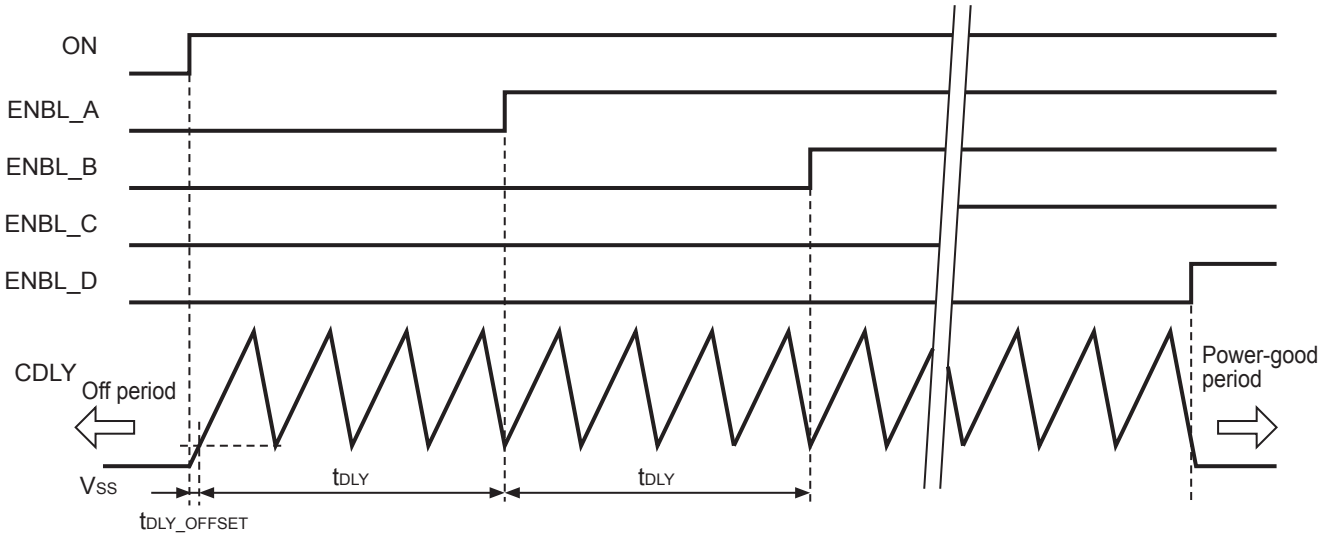 ON
ENBL_A
ENBL_B
ENBL_C
ENBL_D
CDLY
Off period
Power-good
period
VSS
tDLY
tDLY
tDLY_OFFSET